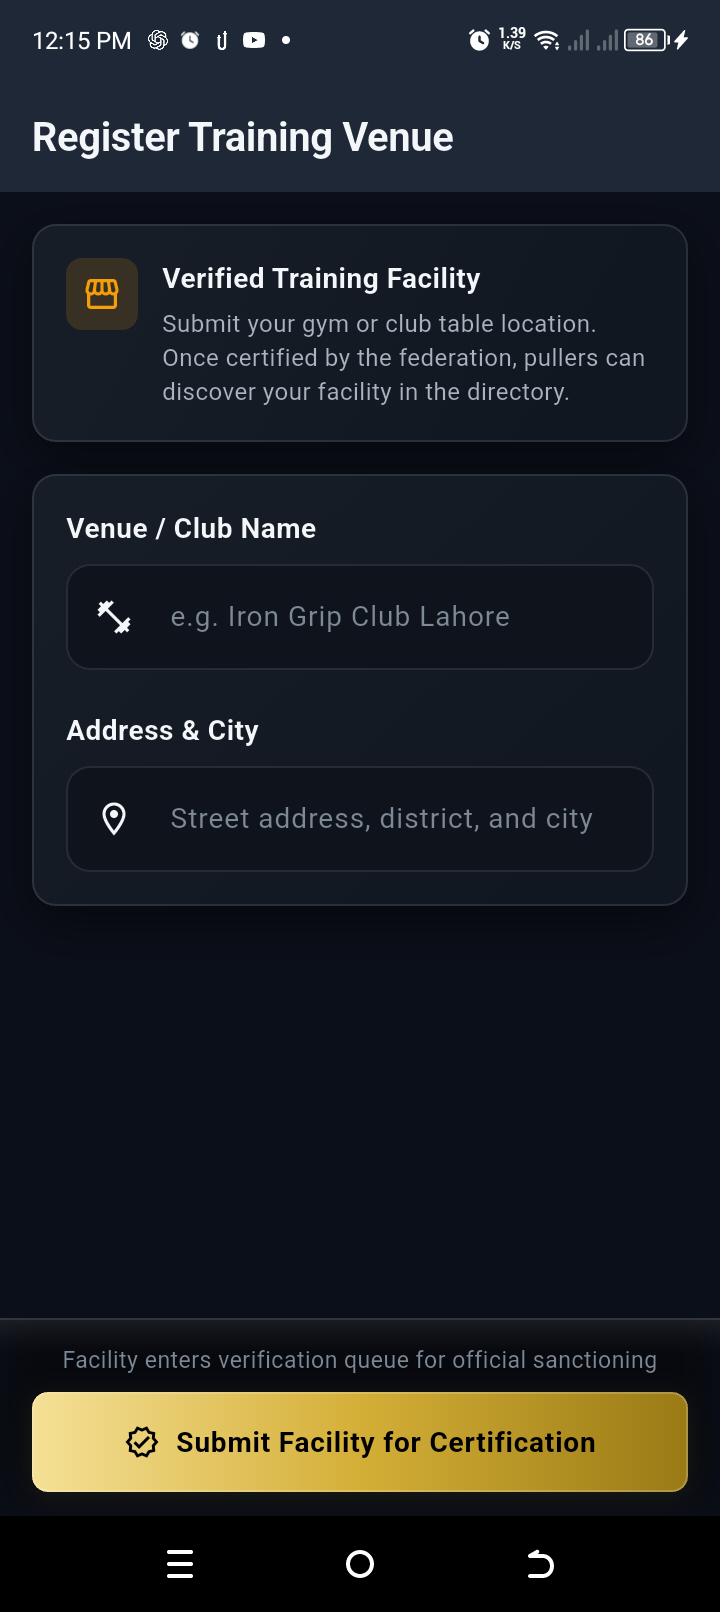 12:15 PM
1.39
K/S
86
Register Training Venue
Verified Training Facility
Submit your gym or club table location.
Once certified by the federation, pullers can
discover your facility in the directory.
Venue / Club Name
e.g. Iron Grip Club Lahore
Address & City
Street address, district, and city
Facility enters verification queue for official sanctioning
Submit Facility for Certification